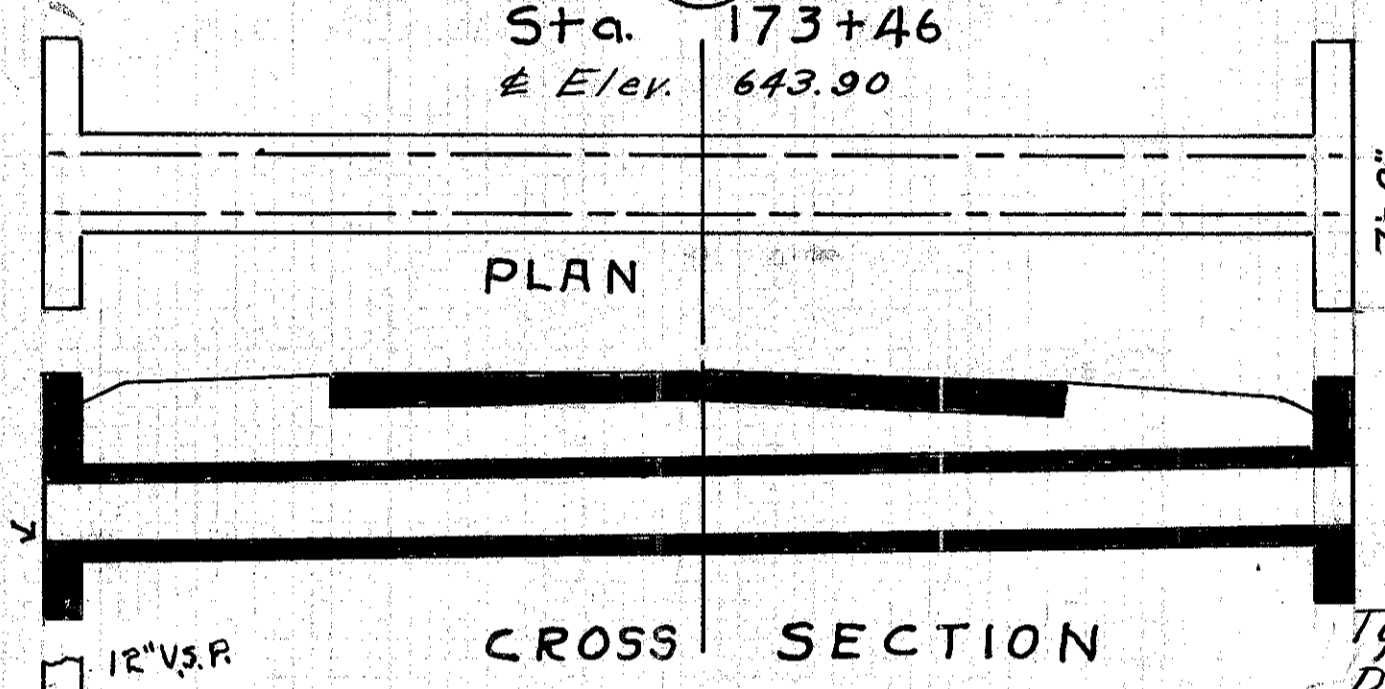 Sta. 173+46
₵ Elev. 643.90
PLAN
CROSS SECTION
12" V.S.P.